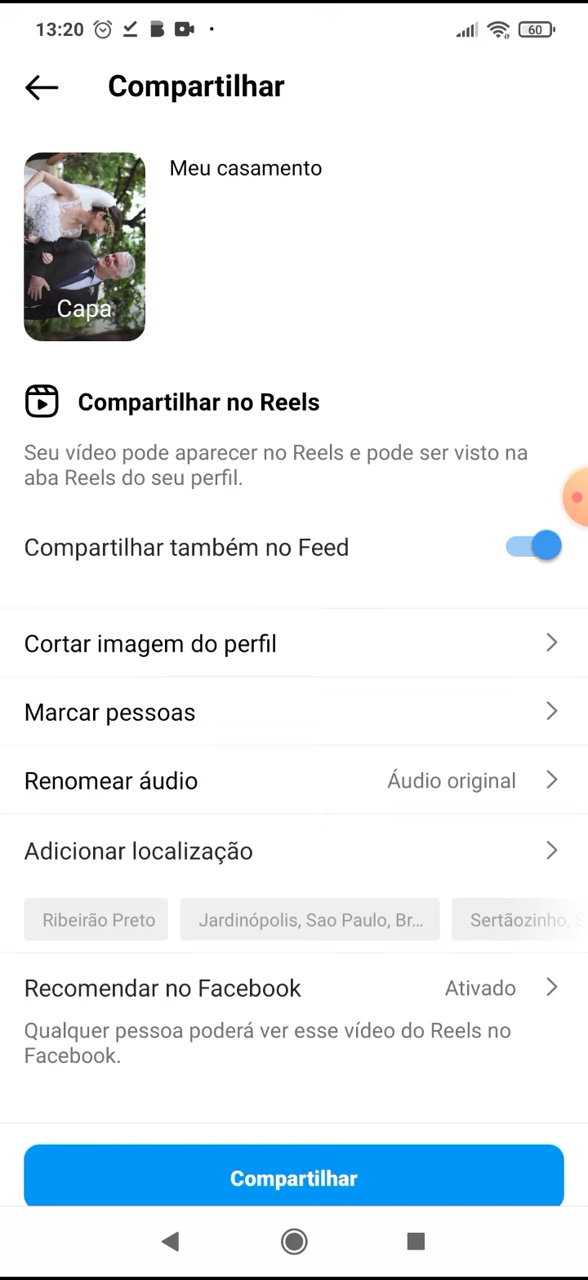 13:20
60
Compartilhar
Meu casamento
Capa
Compartilhar no Reels
Seu vídeo pode aparecer no Reels e pode ser visto na
aba Reels do seu perfil.
Compartilhar também no Feed
Cortar imagem do perfil
Marcar pessoas
Renomear áudio Áudio original
Adicionar localização
Ribeirão Preto Jardinópolis, Sao Paulo, Br... Sertãozinho,
Recomendar no Facebook Ativado
Qualquer pessoa poderá ver esse vídeo do Reels no
Facebook.
Compartilhar